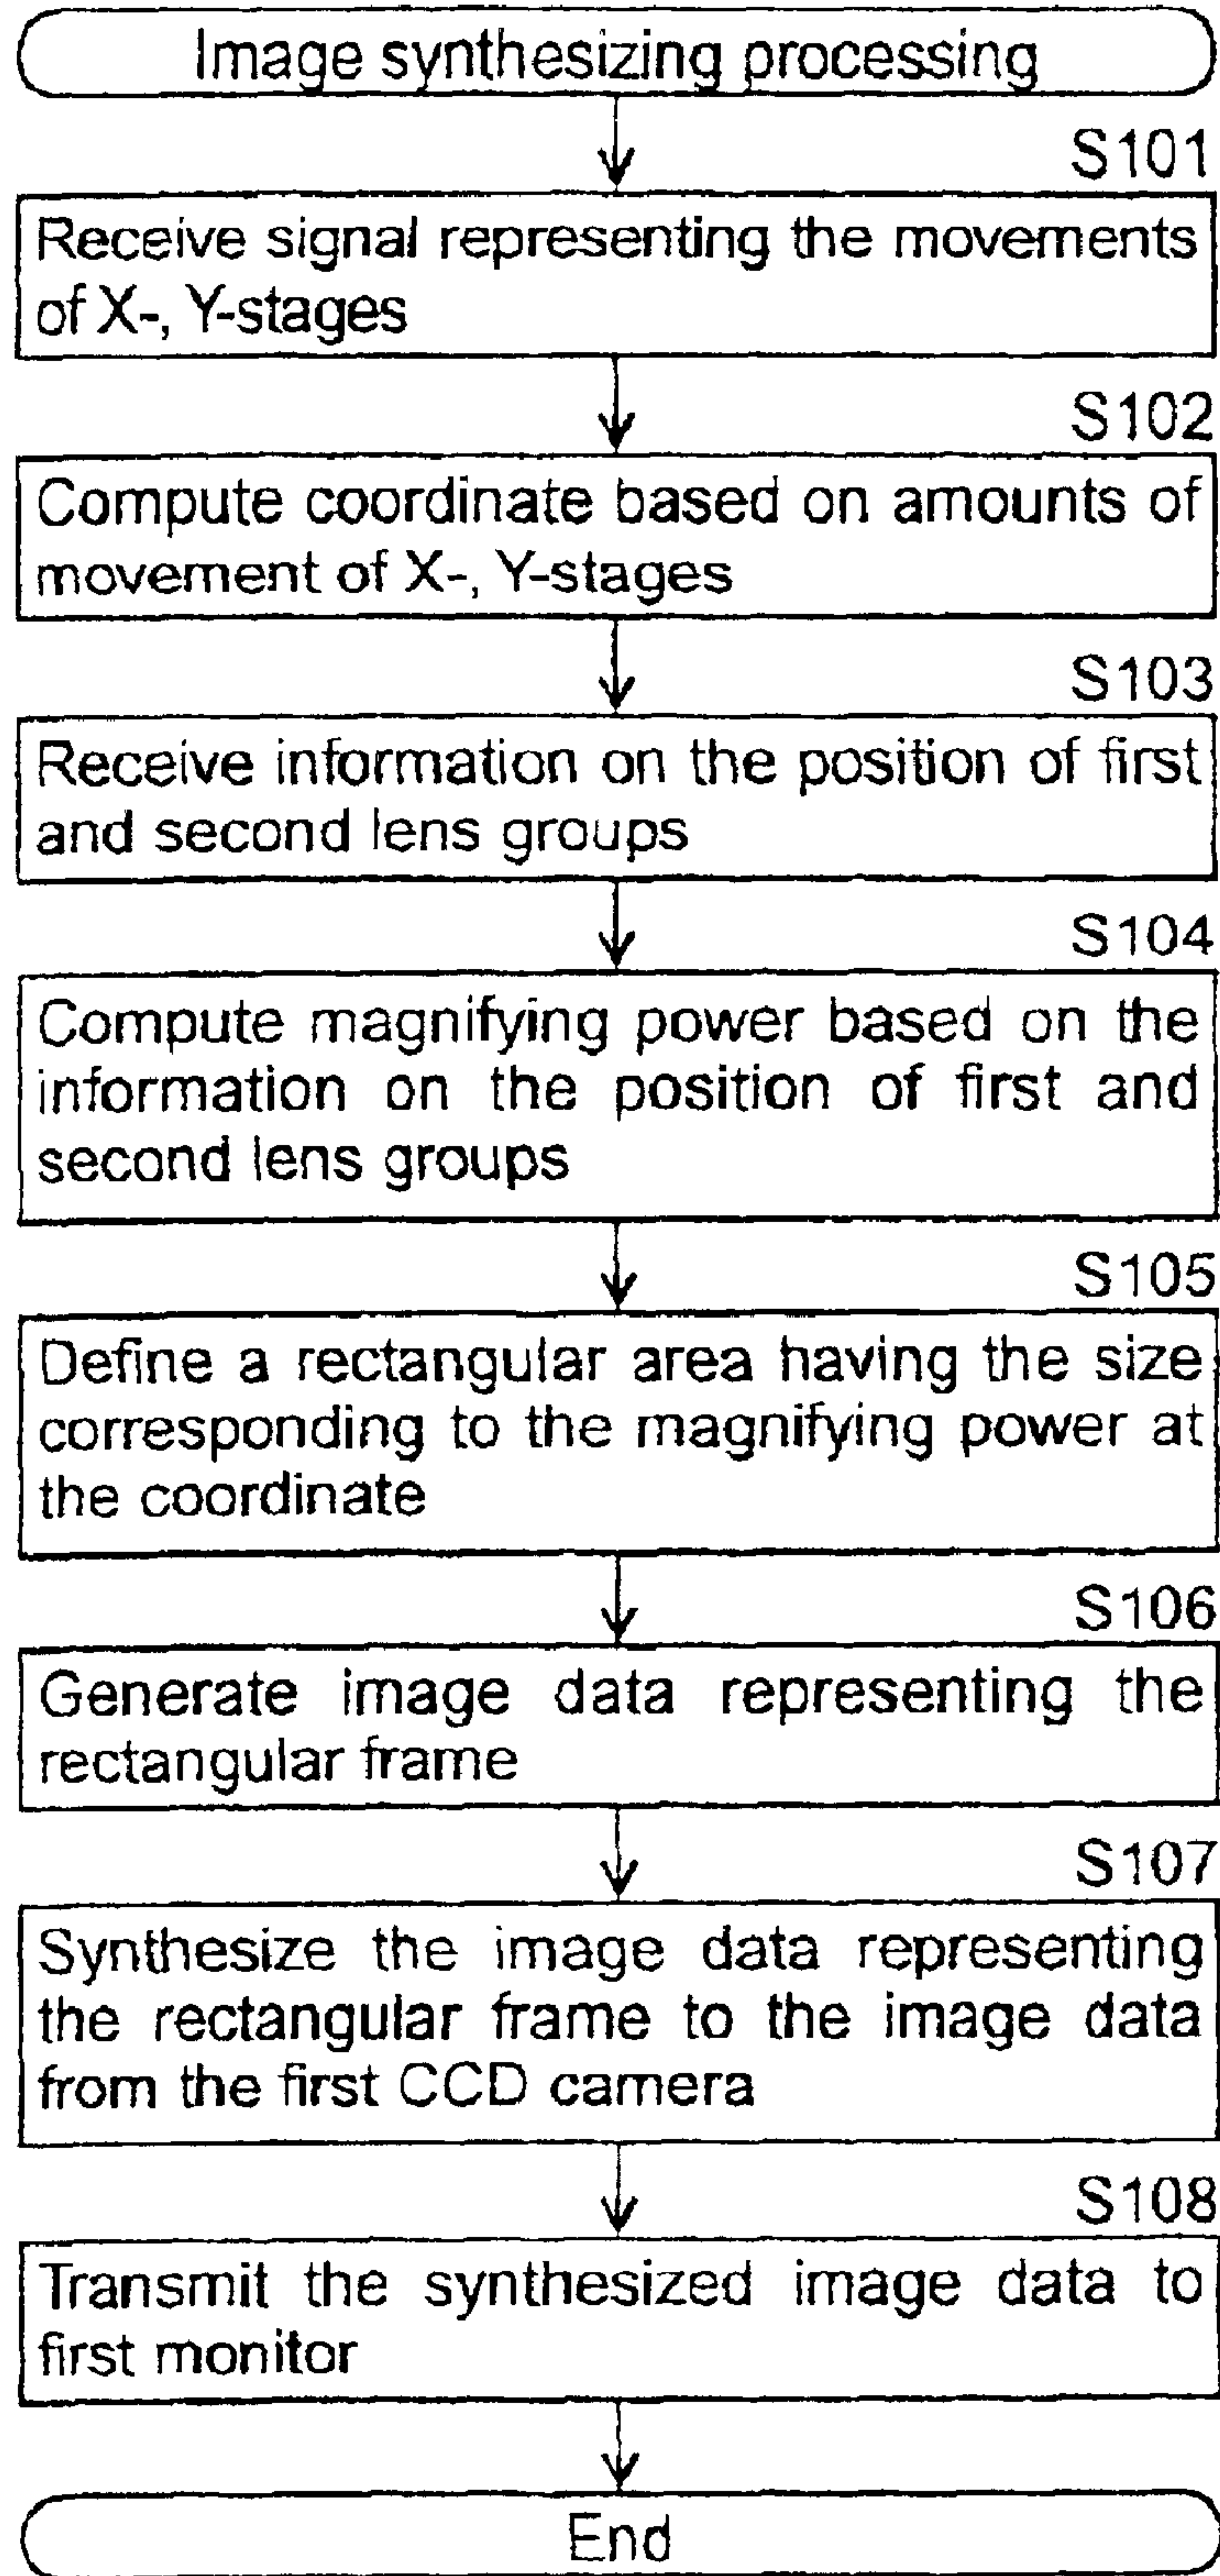 Image synthesizing processing
S101
Receive signal representing the movements
of X-, Y-stages
S102
Compute coordinate based on amounts of
movement of X-, Y-stages
S103
Receive information on the position of first
and second lens groups
S104
Compute magnifying power based on the
information on the position of first and
second lens groups
S105
Define a rectangular area having the size
corresponding to the magnifying power at
the coordinate
S106
Generate image data representing the
rectangular frame
S107
Synthesize the image data representing
the rectangular frame to the image data
from the first CCD camera
S108
Transmit the synthesized image data to
first monitor
End